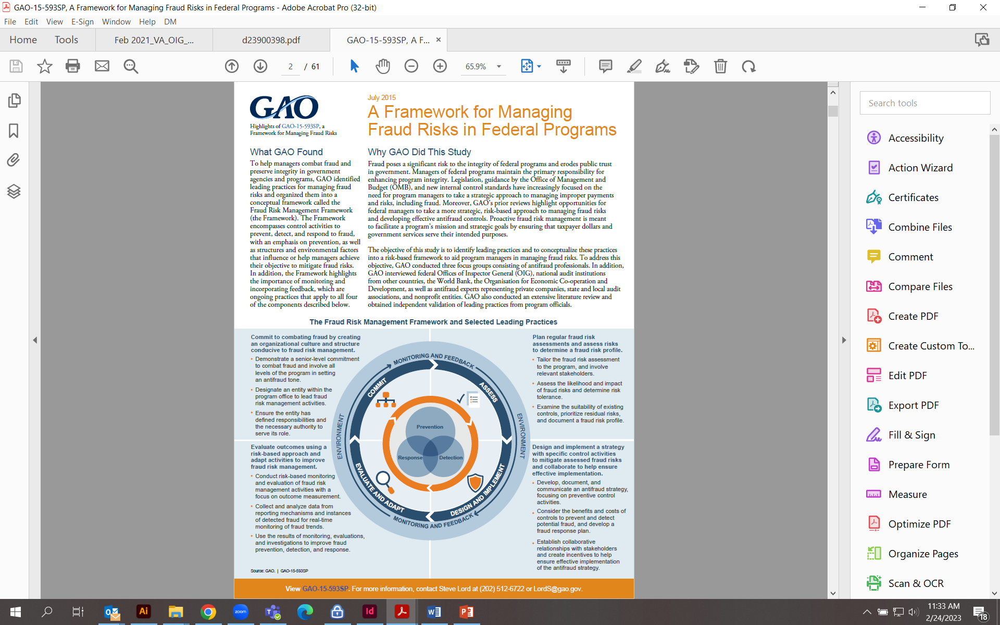 GAO-15-593SP, A Framework for Managing Fraud Risks in Federal Programs - Adobe Acrobat Pro (32-bit)
File Edit View E-Sign Window Help DM
Home Tools Feb 2021_VA_OIG_... d23900398.pdf GAO-15-593SP, A F... ×
2 / 61 65.9%
GAO
Highlights of GAO-15-593SP, a
Framework for Managing Fraud Risks
July 2015
A Framework for Managing
Fraud Risks in Federal Programs
What GAO Found
To help managers combat fraud and
preserve integrity in government
agencies and programs, GAO identified
leading practices for managing fraud
risks and organized them into a
conceptual framework called the
Fraud Risk Management Framework
(the Framework). The Framework
encompasses control activities to
prevent, detect, and respond to fraud,
with an emphasis on prevention, as well
as structures and environmental factors
that influence or help managers achieve
their objective to mitigate fraud risks.
In addition, the Framework highlights
the importance of monitoring and
incorporating feedback, which are
ongoing practices that apply to all four
of the components described below.
Why GAO Did This Study
Fraud poses a significant risk to the integrity of federal programs and erodes public trust
in government. Managers of federal programs maintain the primary responsibility for
enhancing program integrity. Legislation, guidance by the Office of Management and
Budget (OMB), and new internal control standards have increasingly focused on the
need for program managers to take a strategic approach to managing improper payments
and risks, including fraud. Moreover, GAO's prior reviews highlight opportunities for
federal managers to take a more strategic, risk-based approach to managing fraud risks
and developing effective antifraud controls. Proactive fraud risk management is meant
to facilitate a program's mission and strategic goals by ensuring that taxpayer dollars and
government services serve their intended purposes.
The objective of this study is to identify leading practices and to conceptualize these practices
into a risk-based framework to aid program managers in managing fraud risks. To address this
objective, GAO conducted three focus groups consisting of antifraud professionals. In addition,
GAO interviewed federal Offices of Inspector General (OIG), national audit institutions
from other countries, the World Bank, the Organisation for Economic Co-operation and
Development, as well as antifraud experts representing private companies, state and local audit
associations, and nonprofit entities. GAO also conducted an extensive literature review and
obtained independent validation of leading practices from program officials.
The Fraud Risk Management Framework and Selected Leading Practices
Commit to combating fraud by creating
an organizational culture and structure
conducive to fraud risk management.
• Demonstrate a senior-level commitment
to combat fraud and involve all
levels of the program in setting
an antifraud tone.
• Designate an entity within the
program office to lead fraud
risk management activities.
• Ensure the entity has
defined responsibilities and
the necessary authority to
serve its role.
Plan regular fraud risk
assessments and assess risks
to determine a fraud risk profile.
• Tailor the fraud risk assessment
to the program, and involve
relevant stakeholders.
• Assess the likelihood and impact
of fraud risks and determine risk
tolerance.
• Examine the suitability of existing
controls, prioritize residual risks,
and document a fraud risk profile.
MONITORING AND FEEDBACK
COMMIT
ASSESS
ENVIRONMENT
ENVIRONMENT
Prevention
Response
Detection
EVALUATE AND ADAPT
DESIGN AND IMPLEMENT
MONITORING AND FEEDBACK
Evaluate outcomes using a
risk-based approach and
adapt activities to improve
fraud risk management.
• Conduct risk-based monitoring
and evaluation of fraud risk
management activities with a
focus on outcome measurement.
• Collect and analyze data from
reporting mechanisms and instances
of detected fraud for real-time
monitoring of fraud trends.
• Use the results of monitoring, evaluations,
and investigations to improve fraud
prevention, detection, and response.
Design and implement a strategy
with specific control activities
to mitigate assessed fraud risks
and collaborate to help ensure
effective implementation.
• Develop, document, and
communicate an antifraud strategy,
focusing on preventive control
activities.
• Consider the benefits and costs of
controls to prevent and detect
potential fraud, and develop a
fraud response plan.
• Establish collaborative
relationships with stakeholders
and create incentives to help
ensure effective implementation
of the antifraud strategy.
Source: GAO. | GAO-15-593SP
View GAO-15-593SP. For more information, contact Steve Lord at (202) 512-6722 or LordS@gao.gov.
Search tools
Accessibility
Action Wizard
Certificates
Combine Files
Comment
Compare Files
Create PDF
Create Custom To...
Edit PDF
Export PDF
Fill & Sign
Prepare Form
Measure
Optimize PDF
Organize Pages
Scan & OCR
Ai zoom Id
11:33 AM
2/24/2023
18